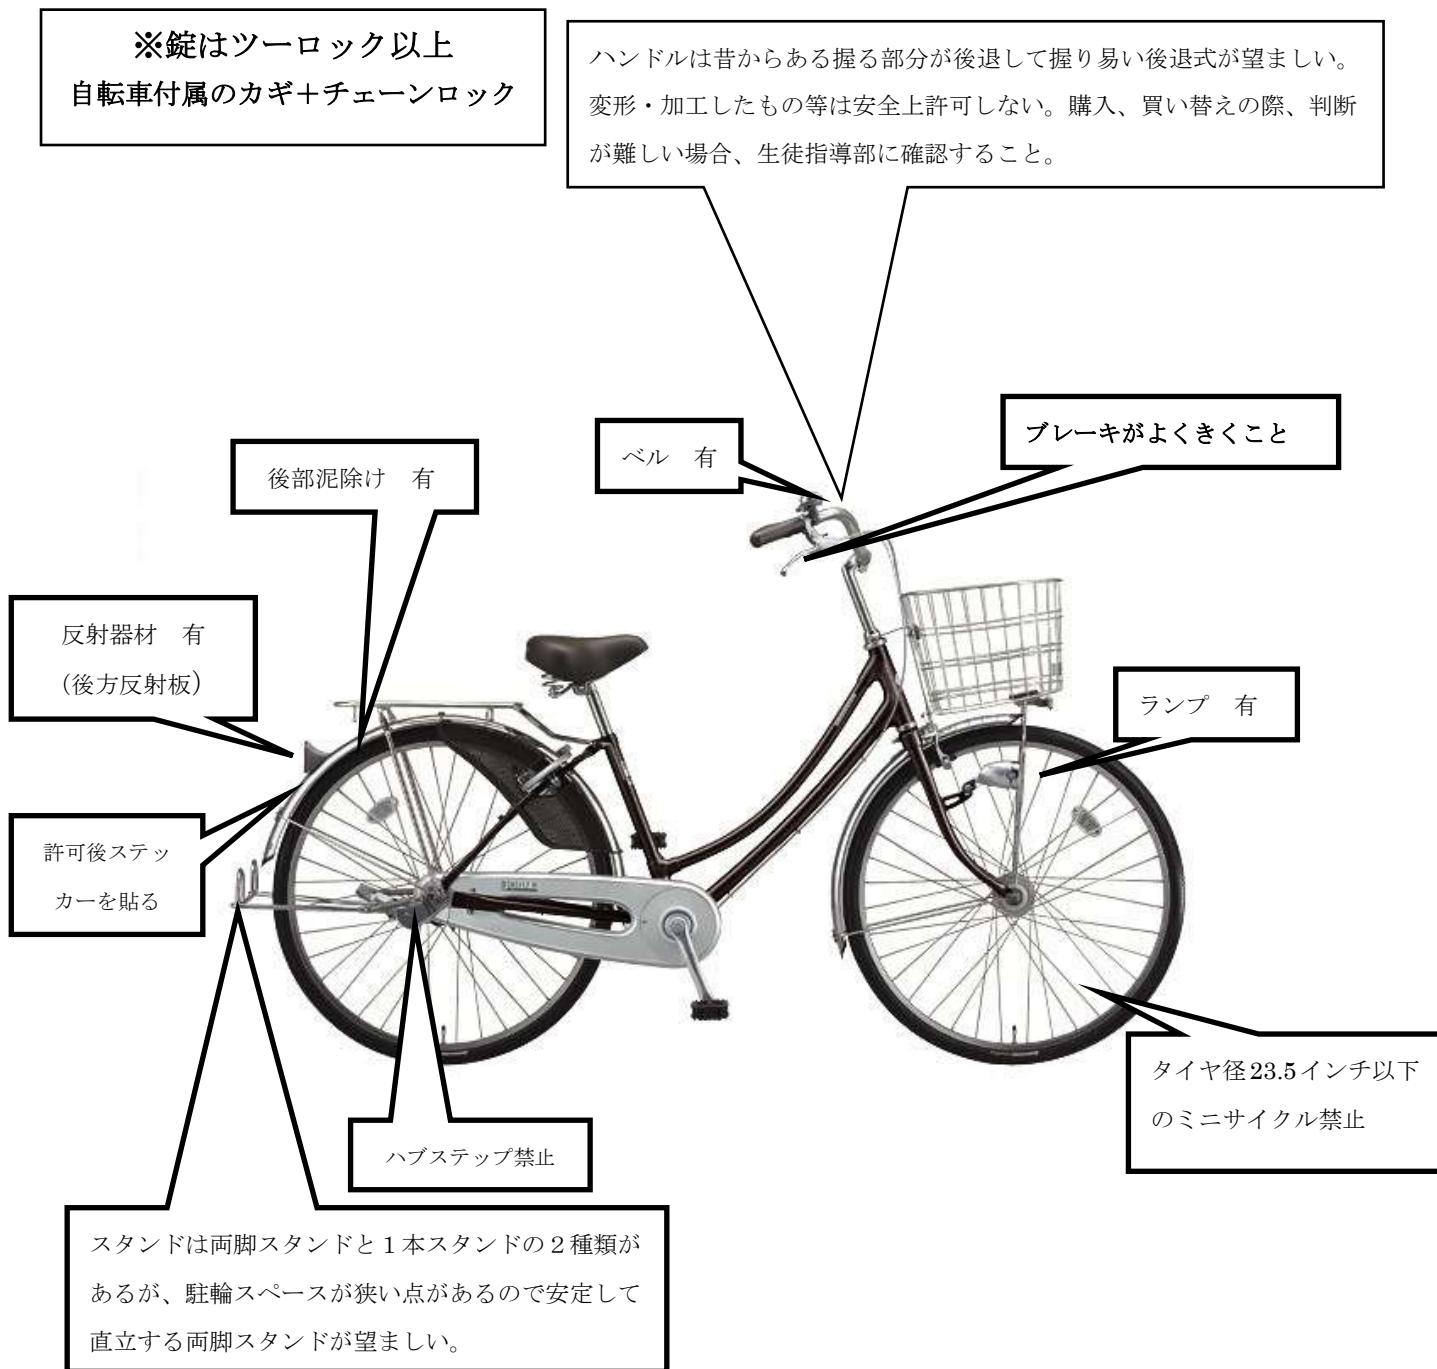 ※錠はツーロック以上
自転車付属のカギ＋チェーンロック
ハンドルは昔からある握る部分が後退して握り易い後退式が望ましい。
変形・加工したもの等は安全上許可しない。購入、買い替えの際、判断
が難しい場合、生徒指導部に確認すること。
ブレーキがよくきくこと
ベル　有
後部泥除け　有
反射器材　有
（後方反射板）
ランプ　有
許可後ステッ
カーを貼る
タイヤ径 23.5 インチ以下
のミニサイクル禁止
ハブステップ禁止
スタンドは両脚スタンドと１本スタンドの２種類が
あるが、駐輪スペースが狭い点があるので安定して
直立する両脚スタンドが望ましい。